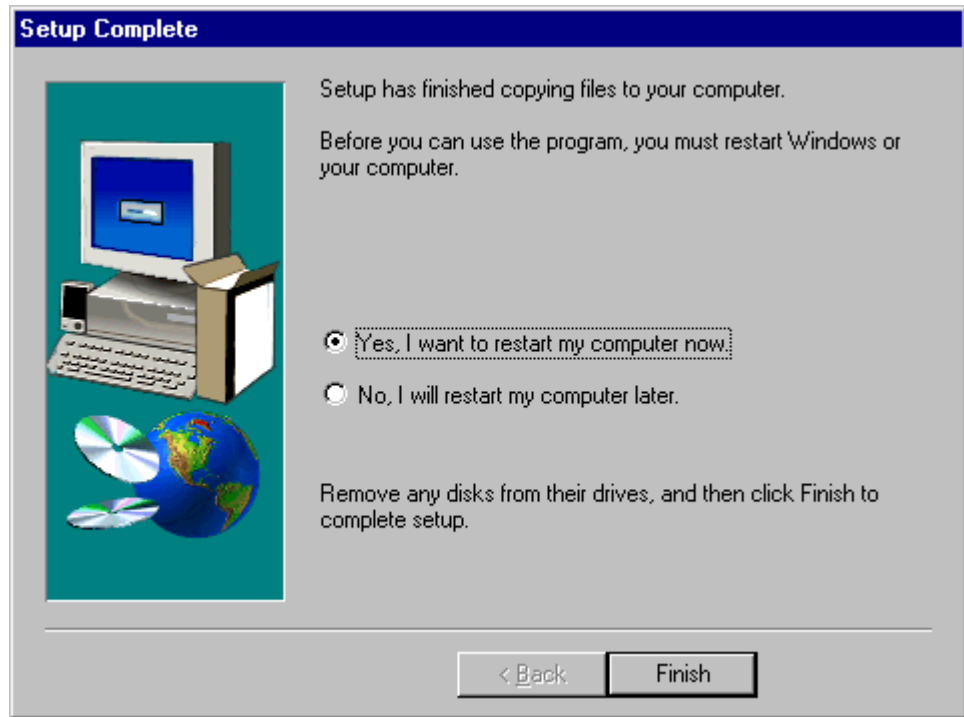 Setup Complete
Setup has finished copying files to your computer.
Before you can use the program, you must restart Windows or
your computer.
Yes, I want to restart my computer now.
No, I will restart my computer later.
Remove any disks from their drives, and then click Finish to
complete setup.
< Back
Finish